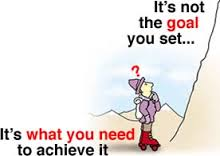 It's not
the goal
you set...
?
It's what you need
to achieve it